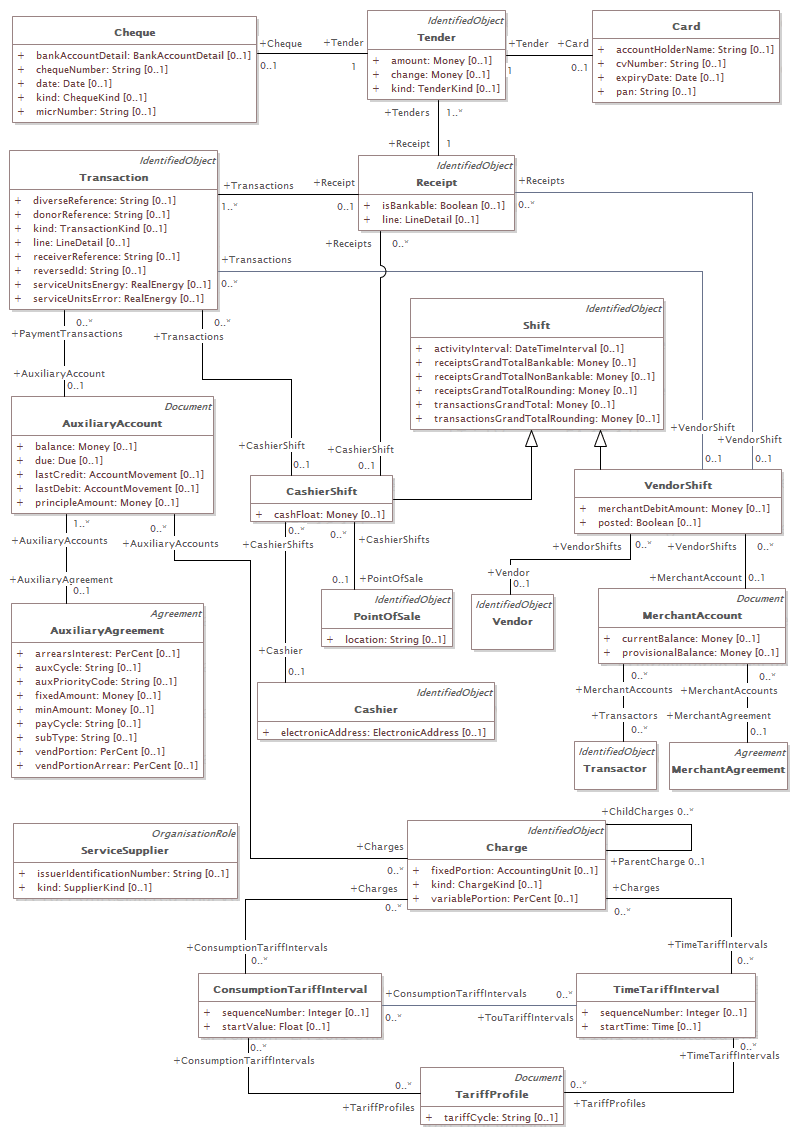 Cheque
+ bankAccountDetail: BankAccountDetail [0..1]
+ chequeNumber: String [0..1]
+ date: Date [0..1]
+ kind: ChequeKind [0..1]
+ micrNumber: String [0..1]
+Cheque
0..1
+Tender
1
IdentifiedObject
Tender
+ amount: Money [0..1]
+ change: Money [0..1]
+ kind: TenderKind [0..1]
+Tender
1
+Card
0..1
Card
+ accountHolderName: String [0..1]
+ cvNumber: String [0..1]
+ expiryDate: Date [0..1]
+ pan: String [0..1]
+Tenders
1..*
+Receipt
1
IdentifiedObject
Transaction
+ diverseReference: String [0..1]
+ donorReference: String [0..1]
+ kind: TransactionKind [0..1]
+ line: LineDetail [0..1]
+ receiverReference: String [0..1]
+ reversedId: String [0..1]
+ serviceUnitsEnergy: RealEnergy [0..1]
+ serviceUnitsError: RealEnergy [0..1]
+Transactions
1..*
+Receipt
0..1
IdentifiedObject
Receipt
+ isBankable: Boolean [0..1]
+ line: LineDetail [0..1]
+Receipts
0..*
+Receipts
0..*
+Transactions
0..*
0..*
+PaymentTransactions
0..*
+Transactions
+AuxiliaryAccount
0..1
IdentifiedObject
Shift
+ activityInterval: DateTimeInterval [0..1]
+ receiptsGrandTotalBankable: Money [0..1]
+ receiptsGrandTotalNonBankable: Money [0..1]
+ receiptsGrandTotalRounding: Money [0..1]
+ transactionsGrandTotal: Money [0..1]
+ transactionsGrandTotalRounding: Money [0..1]
Document
AuxiliaryAccount
+ balance: Money [0..1]
+ due: Due [0..1]
+ lastCredit: AccountMovement [0..1]
+ lastDebit: AccountMovement [0..1]
+ principleAmount: Money [0..1]
+CashierShift
0..1
+CashierShift
0..1
+VendorShift
0..1
+VendorShift
0..1
CashierShift
+ cashFloat: Money [0..1]
VendorShift
+ merchantDebitAmount: Money [0..1]
+ posted: Boolean [0..1]
1..*
+AuxiliaryAccounts
0..*
+AuxiliaryAccounts
0..*
+CashierShifts
0..*
+CashierShifts
+VendorShifts
0..*
+VendorShifts
0..*
+AuxiliaryAgreement
0..1
0..1
+PointOfSale
+Vendor
0..1
+MerchantAccount
0..1
Agreement
AuxiliaryAgreement
+ arrearsInterest: PerCent [0..1]
+ auxCycle: String [0..1]
+ auxPriorityCode: String [0..1]
+ fixedAmount: Money [0..1]
+ minAmount: Money [0..1]
+ payCycle: String [0..1]
+ subType: String [0..1]
+ vendPortion: PerCent [0..1]
+ vendPortionArrear: PerCent [0..1]
IdentifiedObject
PointOfSale
+ location: String [0..1]
IdentifiedObject
Vendor
Document
MerchantAccount
+ currentBalance: Money [0..1]
+ provisionalBalance: Money [0..1]
+Cashier
0..1
IdentifiedObject
Cashier
+ electronicAddress: ElectronicAddress [0..1]
0..*
+MerchantAccounts
0..*
+MerchantAccounts
+Transactors
0..*
+MerchantAgreement
0..1
IdentifiedObject
Transactor
Agreement
MerchantAgreement
OrganisationRole
ServiceSupplier
+ issuerIdentificationNumber: String [0..1]
+ kind: SupplierKind [0..1]
IdentifiedObject
Charge
+ fixedPortion: AccountingUnit [0..1]
+ kind: ChargeKind [0..1]
+ variablePortion: PerCent [0..1]
+ChildCharges 0..*
+ParentCharge 0..1
+Charges
0..*
+Charges
0..*
+Charges
0..*
+ConsumptionTariffIntervals
0..*
+TimeTariffIntervals
0..*
ConsumptionTariffInterval
+ sequenceNumber: Integer [0..1]
+ startValue: Float [0..1]
+ConsumptionTariffIntervals
0..*
0..*
+TouTariffIntervals
TimeTariffInterval
+ sequenceNumber: Integer [0..1]
+ startTime: Time [0..1]
0..*
+ConsumptionTariffIntervals
0..*
+TimeTariffIntervals
0..*
+TariffProfiles
Document
TariffProfile
+ tariffCycle: String [0..1]
0..*
+TariffProfiles